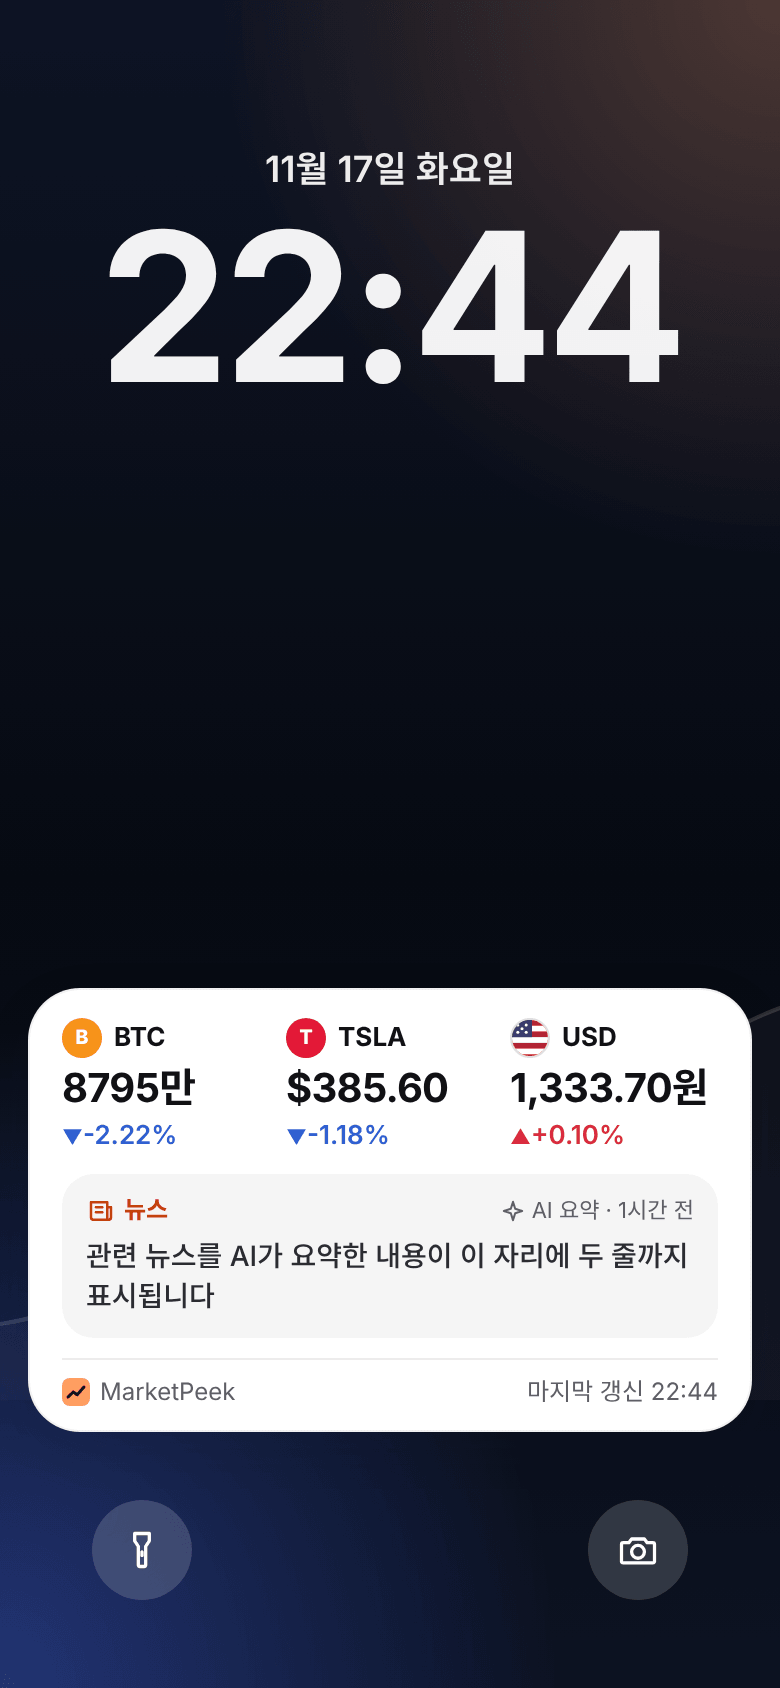 11월 17일 화요일
22:44
B BTC
T TSLA
USD
8795만
$385.60
1,333.70원
▼-2.22%
▼-1.18%
▲+0.10%
뉴스
AI 요약 · 1시간 전
관련 뉴스를 AI가 요약한 내용이 이 자리에 두 줄까지
표시됩니다
MarketPeek
마지막 갱신 22:44